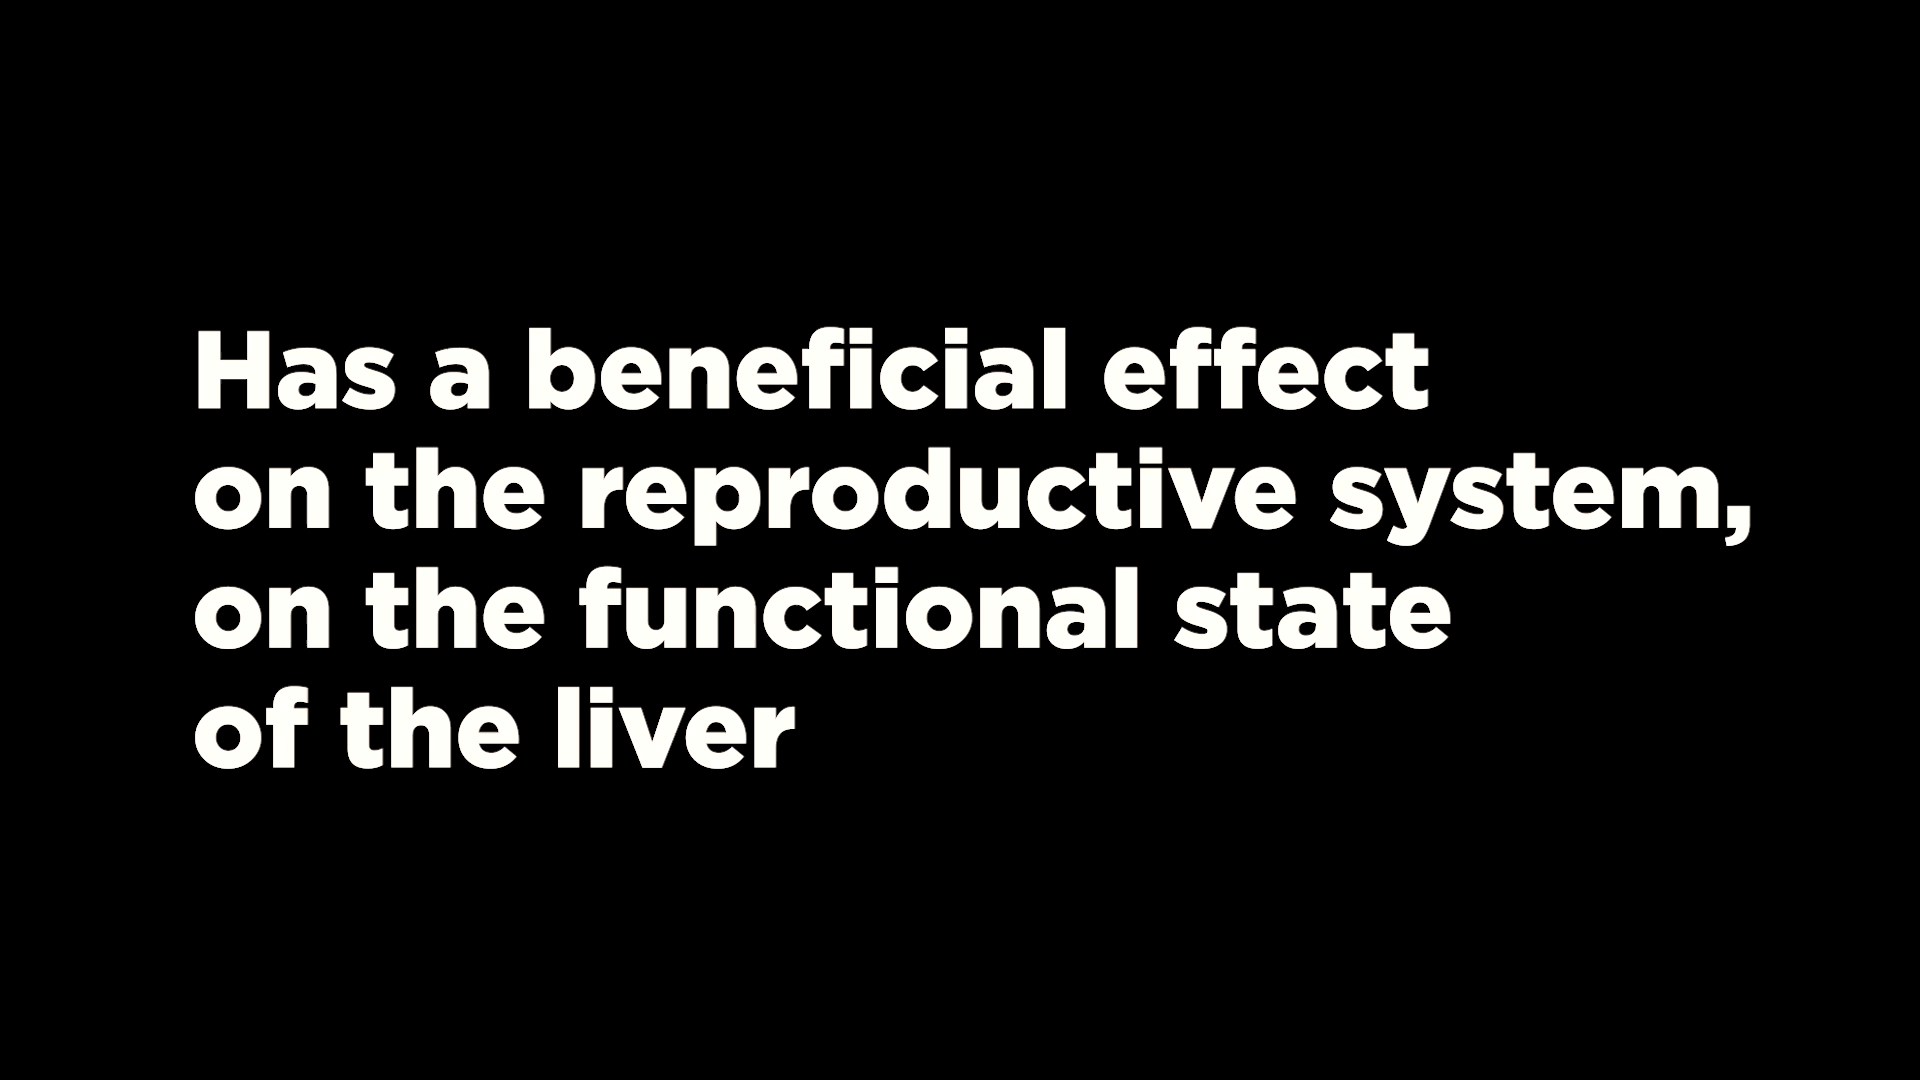 Has a beneficial effect
on the reproductive system,
on the functional state
of the liver